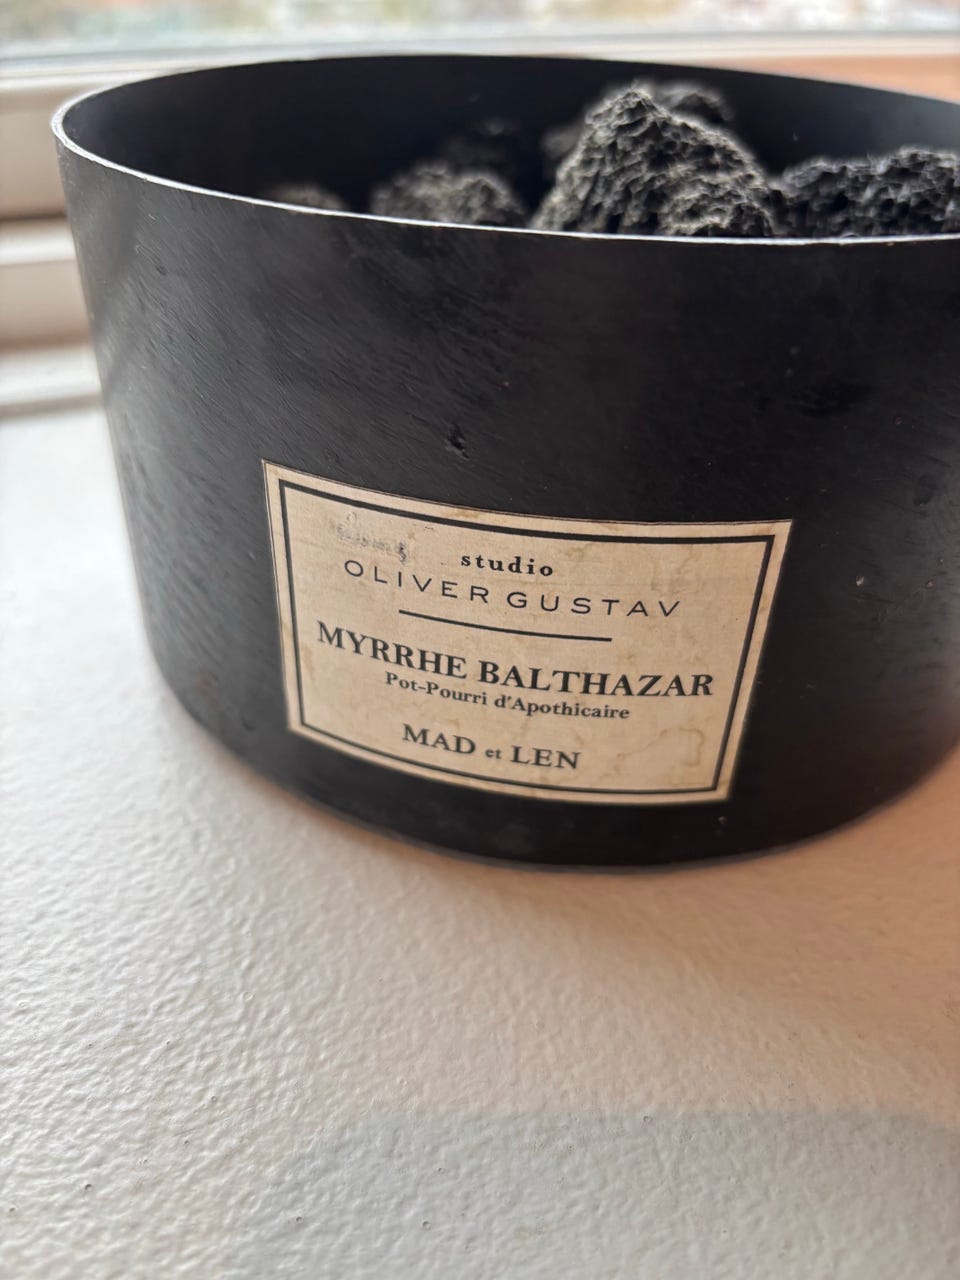 studio
OLIVER GUSTAV
MYRRHE BALTHAZAR
Pot-Pourri d'Apothicaire
MAD et LEN